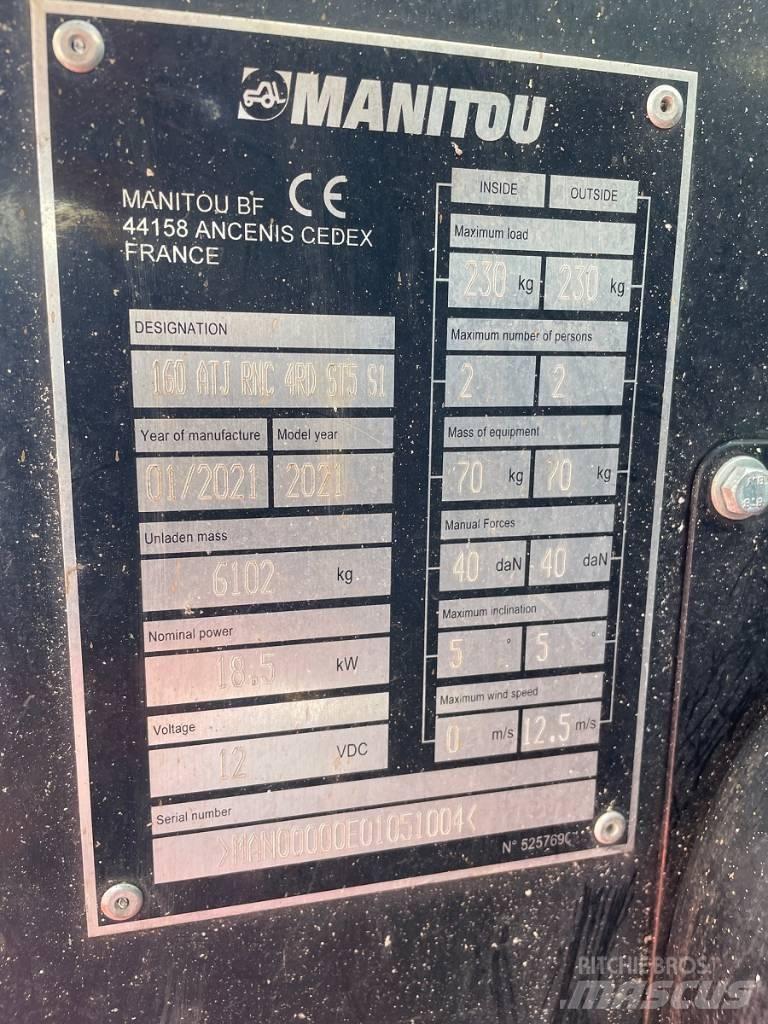 MANITOU
MANITOU BF CE
44158 ANCENIS CEDEX
FRANCE
DESIGNATION
160 ATJ RNC 4RD ST5 S1
Year of manufacture Model year
01/2021 2021
Unladen mass
6102 kg
Nominal power
18.5 kW
Voltage
12 VDC
Serial number
>MAN00000E01051004<
N° 525769
INSIDE OUTSIDE
Maximum load
230 kg 230 kg
Maximum number of persons
2 2
Mass of equipment
70 kg 70 kg
Manual Forces
40 daN 40 daN
Maximum inclination
5 ° 5 °
Maximum wind speed
0 m/s 12.5 m/s
RITCHIE BROS
MASCUS